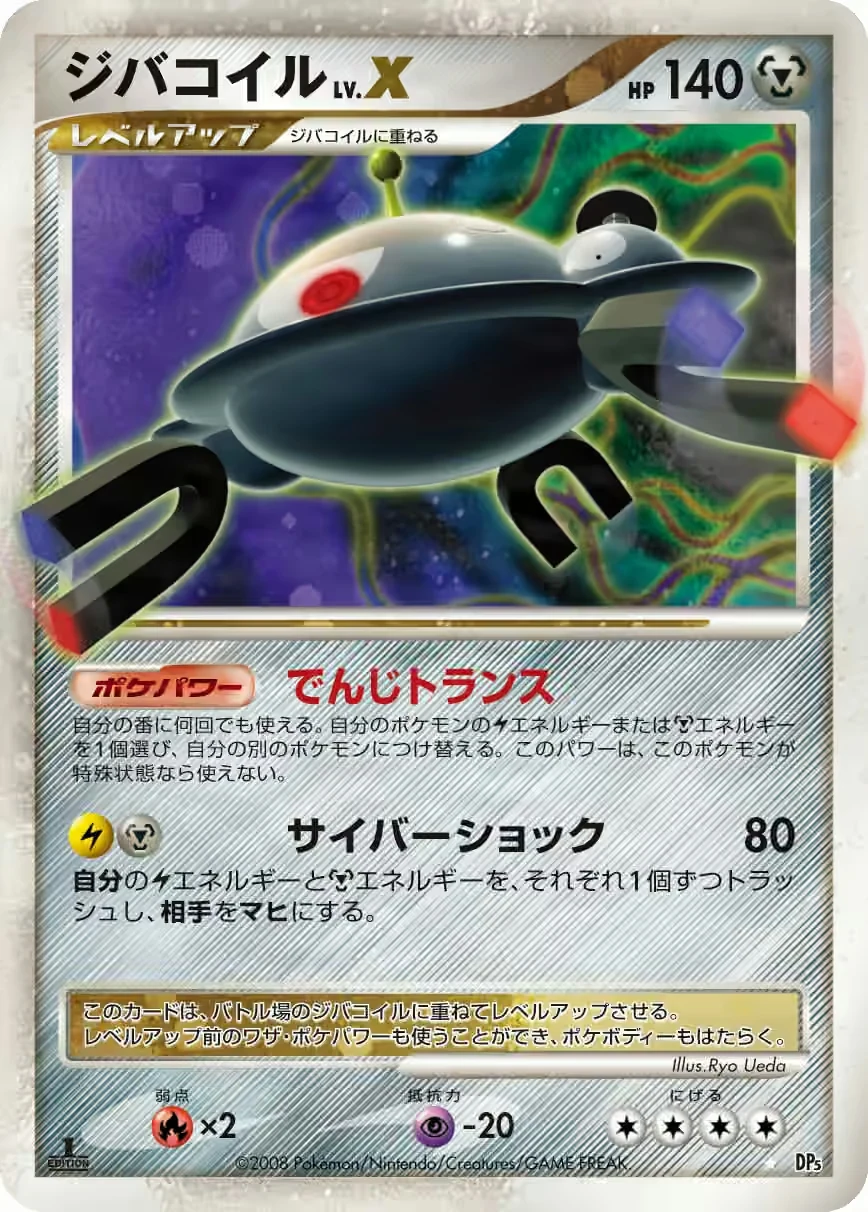 ジバコイルLV.X HP 140
レベルアップ ジバコイルに重ねる
ポケパワー でんじトランス
自分の番に何回でも使える。自分のポケモンのエネルギーまたはエネルギー
を1個選び、自分の別のポケモンにつけ替える。このパワーは、このポケモンが
特殊状態なら使えない。
サイバーショック 80
自分のエネルギーとエネルギーを、それぞれ1個ずつトラッ
シュし、相手をマヒにする。
このカードは、バトル場のジバコイルに重ねてレベルアップさせる。
レベルアップ前のワザ・ポケパワーも使うことができ、ポケボディーもはたらく。
Illus.Ryo Ueda
弱点 抵抗力 にげる
×2 -20
1 EDITION ©2008 Pokémon/Nintendo/Creatures/GAME FREAK. DP5